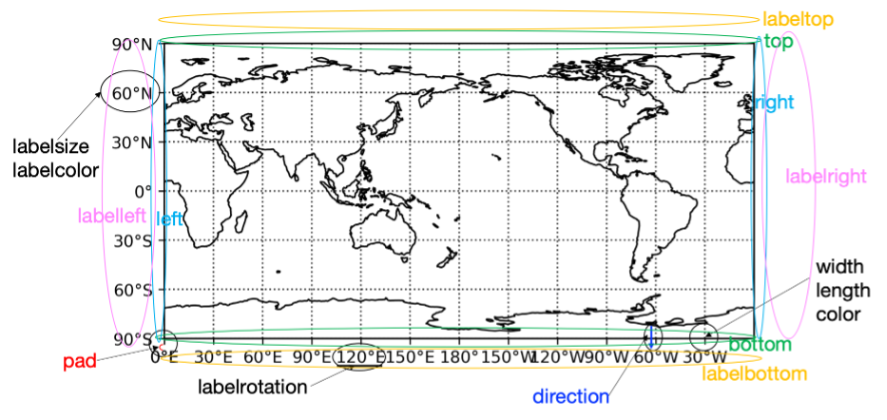 labeltop
top
90°N
60°N
right
30°N
labelsize
labelcolor
labelright
0°
labelleft
left
30°S
60°S
width
length
color
90°S
bottom
0°E 30°E 60°E 90°E 120°E 150°E 180° 150°W 120°W 90°W 60°W 30°W
pad
labelbottom
labelrotation
direction